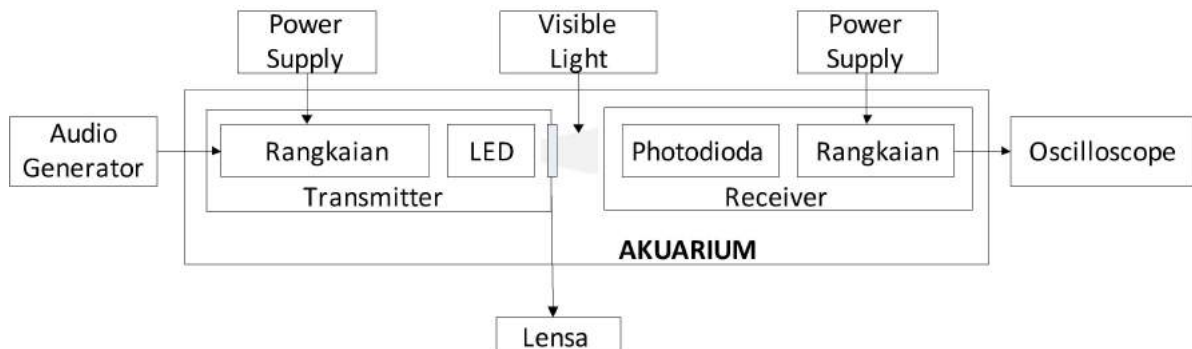 Power
Supply
Visible
Light
Power
Supply
Audio
Generator
Rangkaian
LED
Photodioda
Rangkaian
Oscilloscope
Transmitter
Receiver
AKUARIUM
Lensa